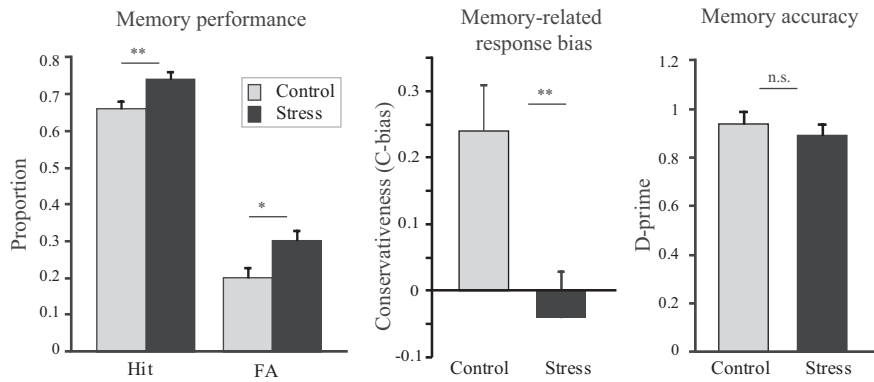 Memory performance
Proportion
0.8
0.7
0.6
0.5
0.4
0.3
0.2
0.1
0
**
*
Control
Stress
Hit
FA
Memory-related
response bias
Conservativeness (C-bias)
0.3
0.2
0.1
0
-0.1
**
Control
Stress
Memory accuracy
D-prime
1.2
1
0.8
0.6
0.4
0.2
0
n.s.
Control
Stress